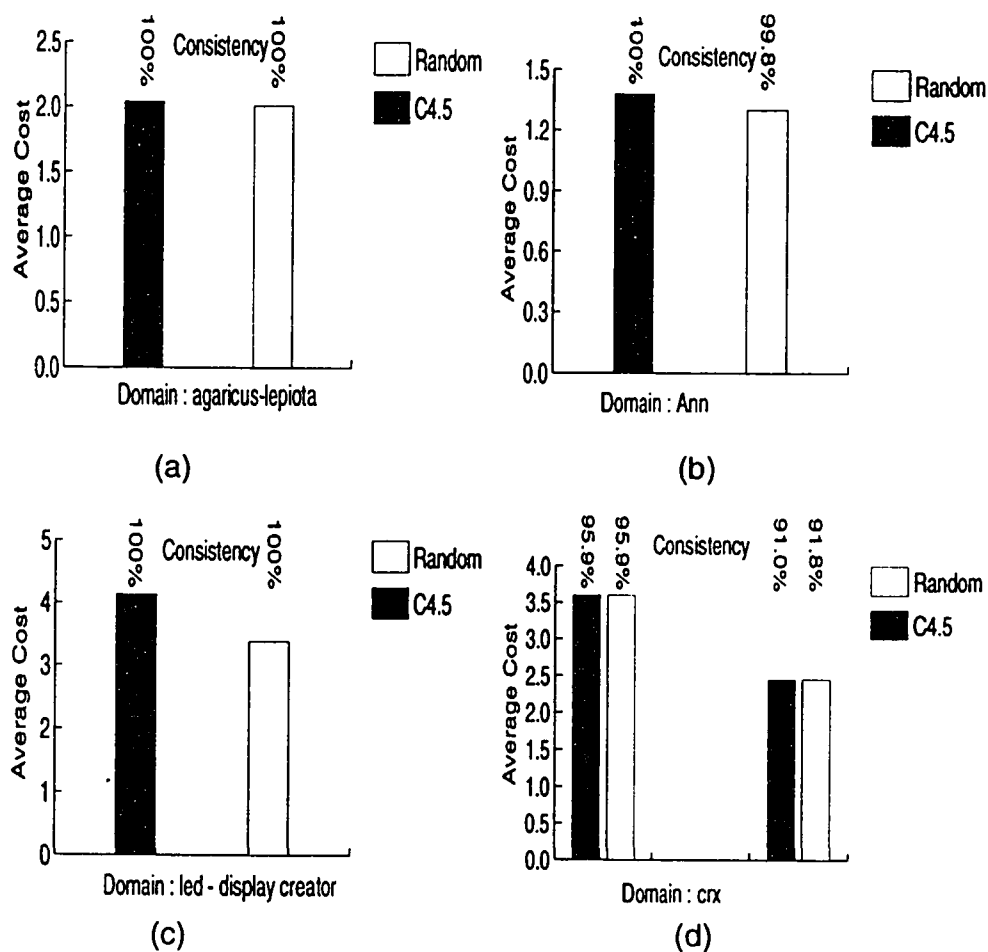 100%
Consistency
100%
Random
C4.5
Average Cost
2.5
2.0
1.5
1.0
0.5
0.0
Domain : agaricus-lepiota
(a)
100%
Consistency
99.8%
Random
C4.5
Average Cost
1.5
1.2
0.9
0.6
0.3
0.0
Domain : Ann
(b)
100%
Consistency
100%
Random
C4.5
Average Cost
5
4
3
2
1
0
Domain : led - display creator
(c)
95.9%
95.9%
Consistency
91.0%
91.8%
Random
C4.5
Average Cost
4.0
3.5
3.0
2.5
2.0
1.5
1.0
0.5
0.0
Domain : crx
(d)